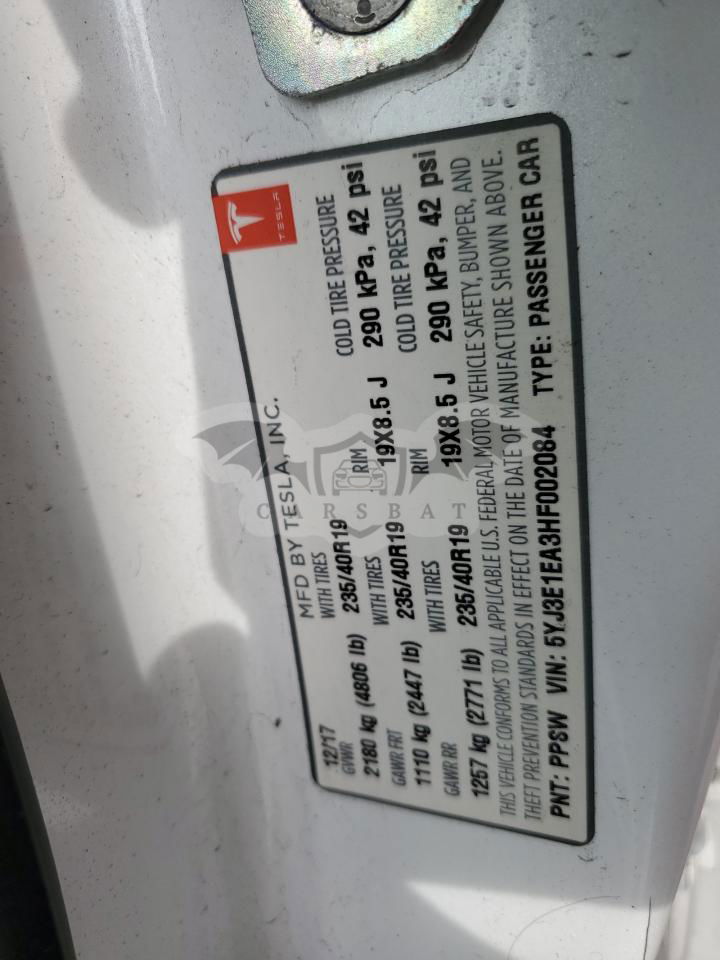 TESLA
MFD BY TESLA, INC.
12/17
GVWR WITH TIRES RIM COLD TIRE PRESSURE
2180 kg (4806 lb) 235/40R19 19X8.5 J 290 kPa, 42 psi
GAWR FRT WITH TIRES RIM COLD TIRE PRESSURE
1110 kg (2447 lb) 235/40R19 19X8.5 J 290 kPa, 42 psi
GAWR RR WITH TIRES
1257 kg (2771 lb) 235/40R19 19X8.5 J 290 kPa, 42 psi
THIS VEHICLE CONFORMS TO ALL APPLICABLE U.S. FEDERAL MOTOR VEHICLE SAFETY, BUMPER, AND
THEFT PREVENTION STANDARDS IN EFFECT ON THE DATE OF MANUFACTURE SHOWN ABOVE.
PNT: PPSW VIN: 5YJ3E1EA3HF002084 TYPE: PASSENGER CAR
CARSBAT